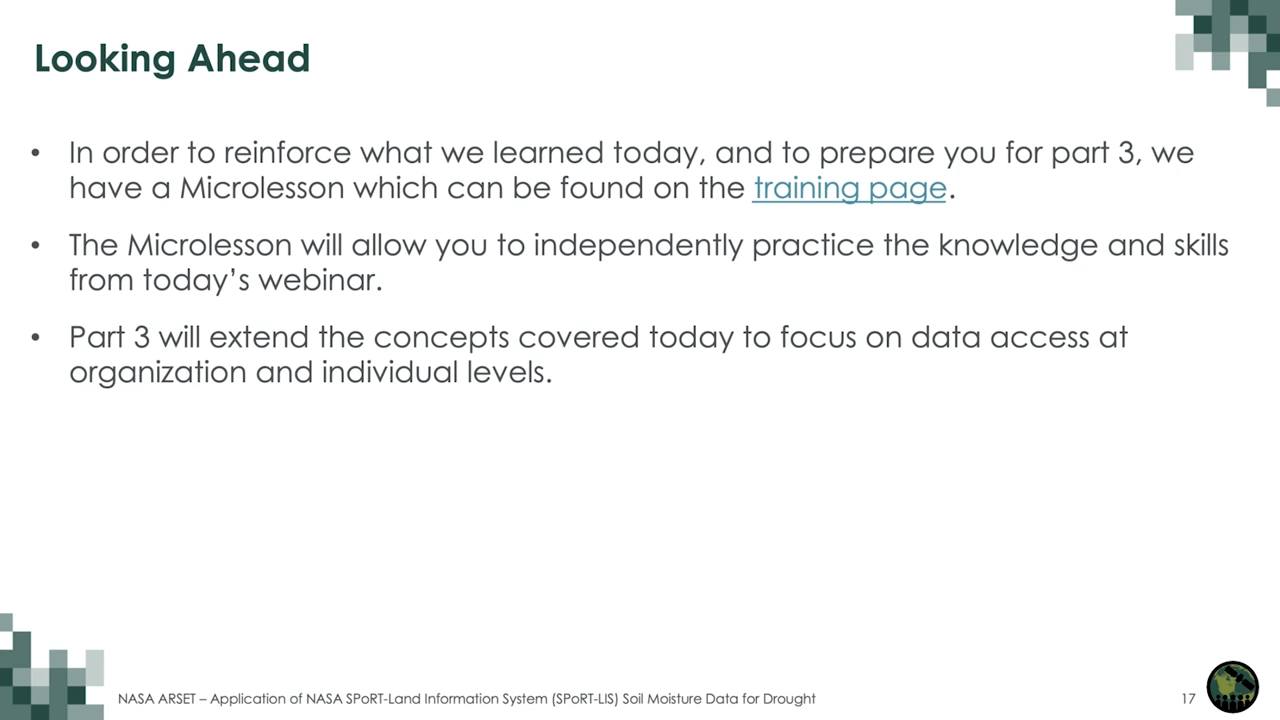 Looking Ahead
• In order to reinforce what we learned today, and to prepare you for part 3, we
have a Microlesson which can be found on the training page.
• The Microlesson will allow you to independently practice the knowledge and skills
from today’s webinar.
• Part 3 will extend the concepts covered today to focus on data access at
organization and individual levels.
NASA ARSET – Application of NASA SPoRT-Land Information System (SPoRT-LIS) Soil Moisture Data for Drought
17